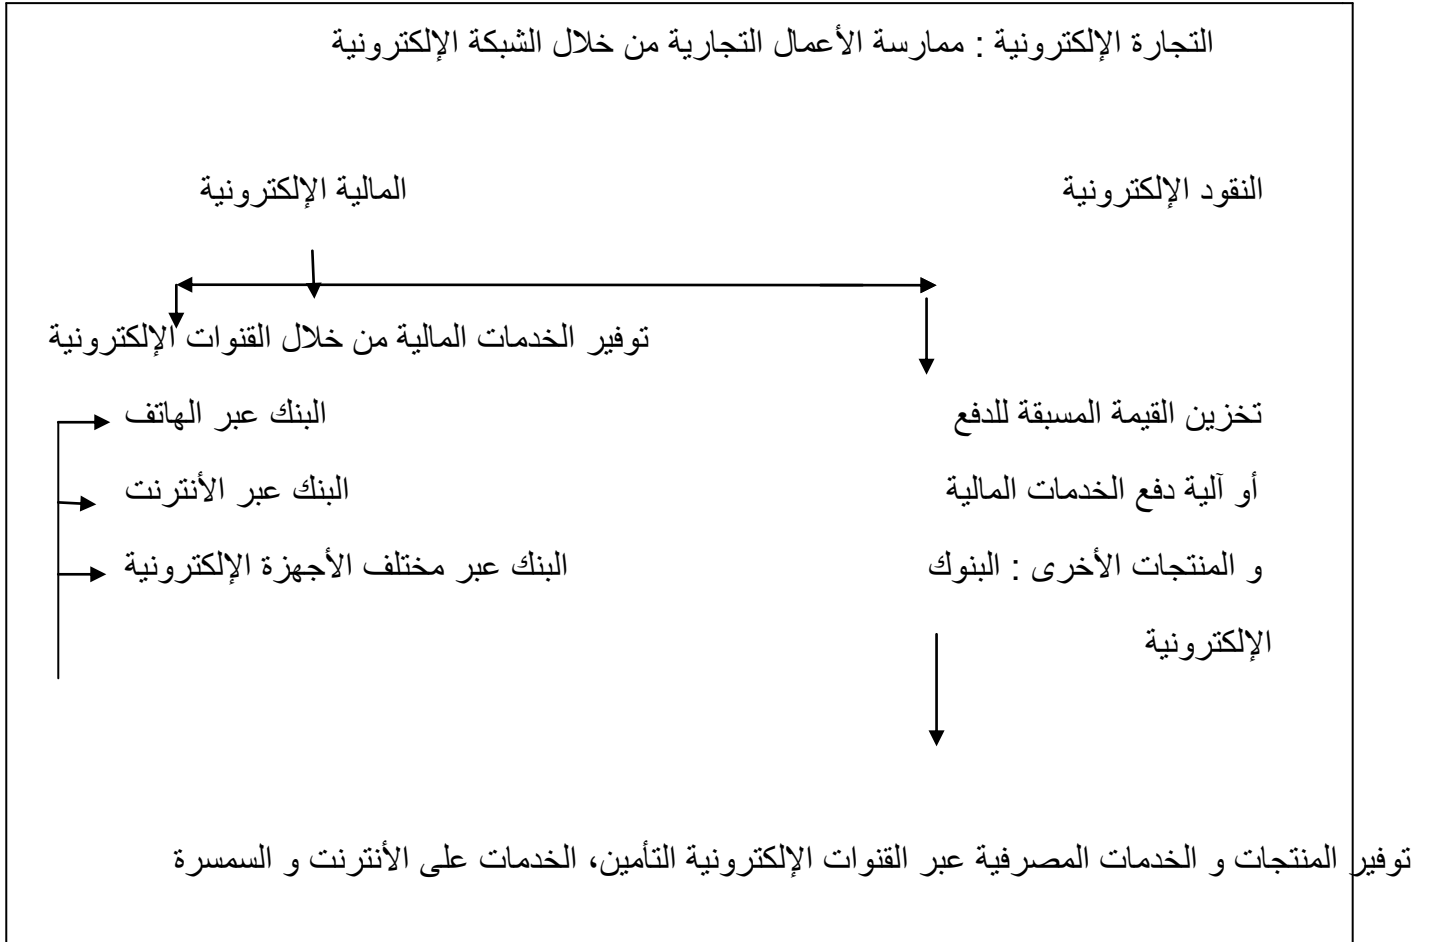 التجارة الإلكترونية : ممارسة الأعمال التجارية من خلال الشبكة الإلكترونية
النقود الإلكترونية
المالية الإلكترونية
توفير الخدمات المالية من خلال القنوات الإلكترونية
تخزين القيمة المسبقة للدفع
البنك عبر الهاتف
أو آلية دفع الخدمات المالية
البنك عبر الأنترنت
و المنتجات الأخرى : البنوك
البنك عبر مختلف الأجهزة الإلكترونية
الإلكترونية
توفير المنتجات و الخدمات المصرفية عبر القنوات الإلكترونية التأمين، الخدمات على الأنترنت و السمسرة